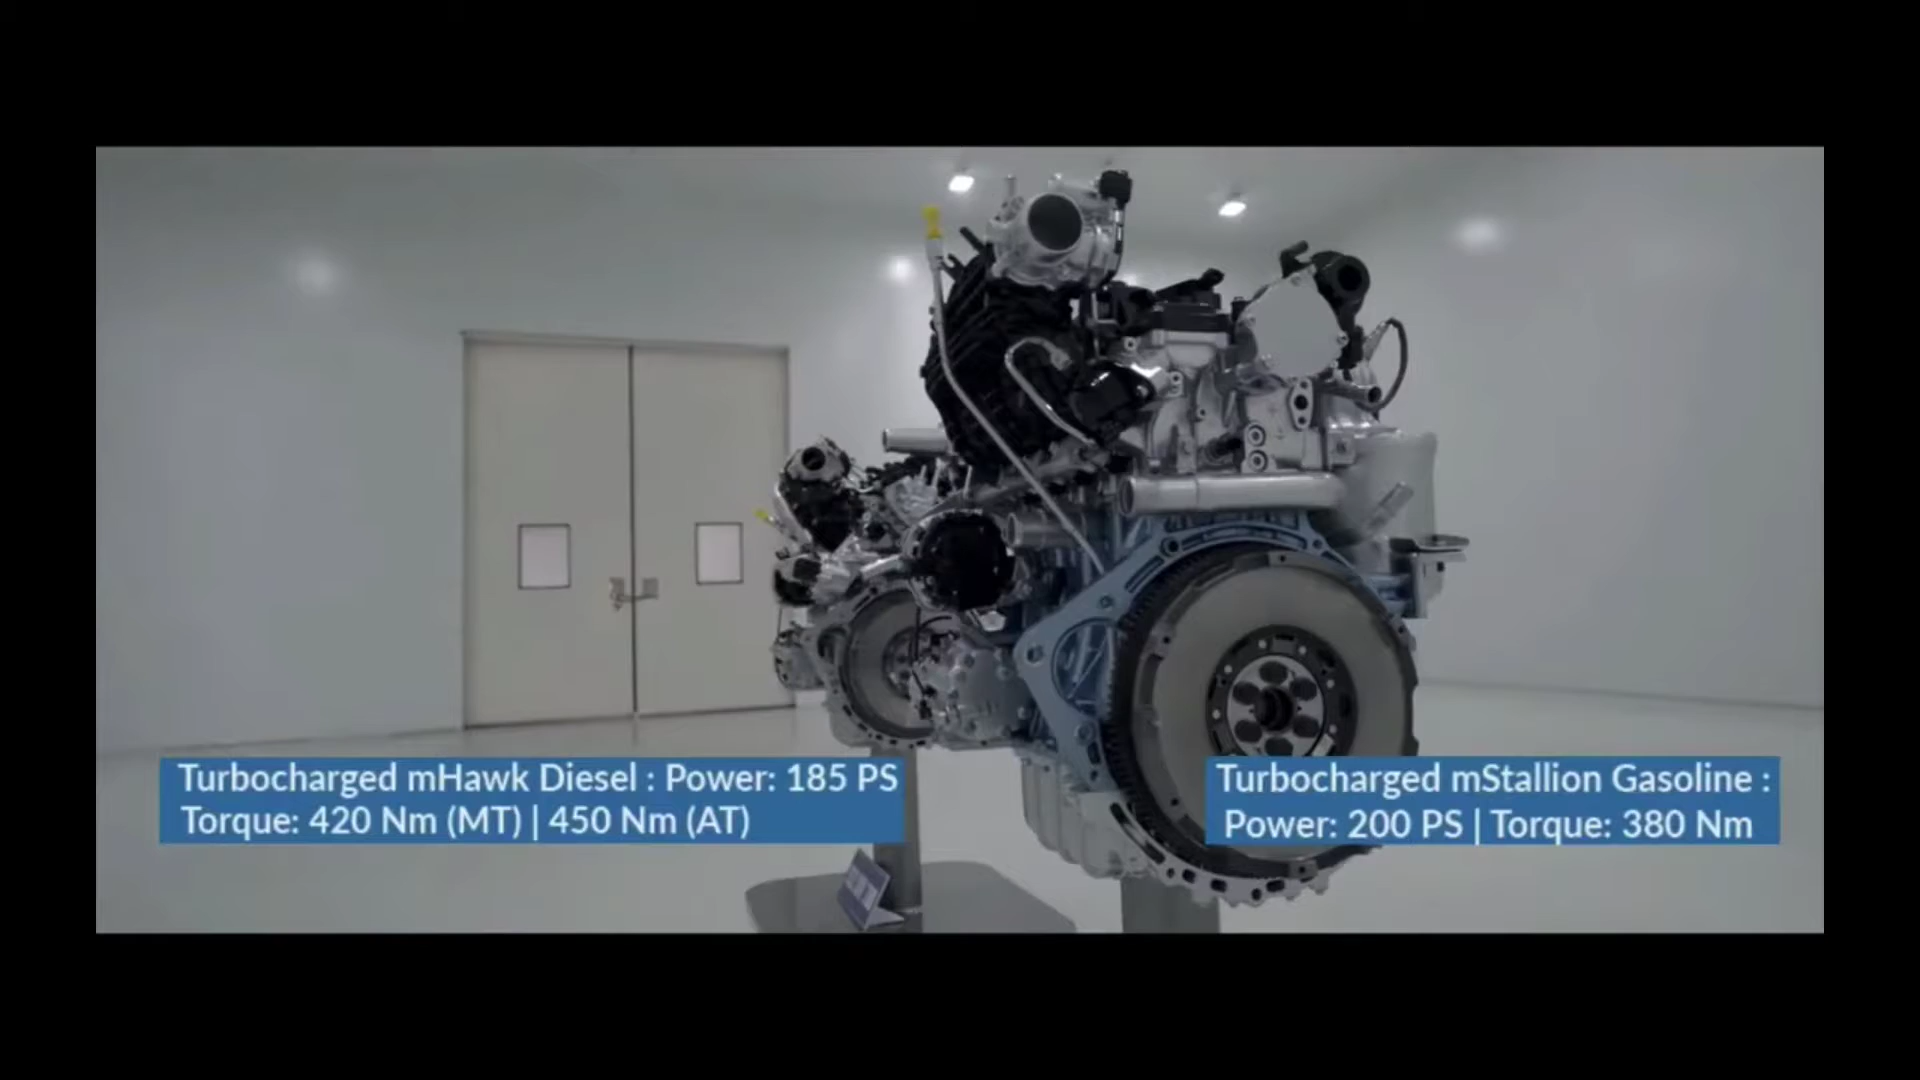 Turbocharged mHawk Diesel : Power: 185 PS
Torque: 420 Nm (MT) | 450 Nm (AT)
Turbocharged mStallion Gasoline :
Power: 200 PS | Torque: 380 Nm